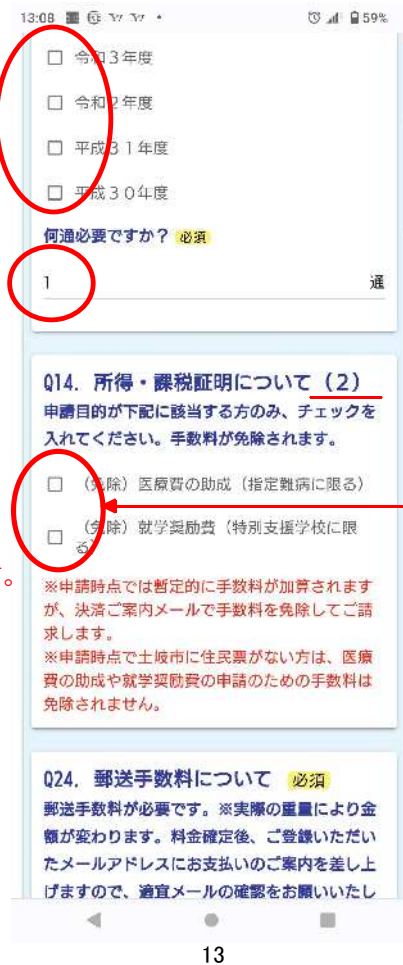 13:08
59%
令和3年度
令和2年度
平成31年度
平成30年度
何通必要ですか? 必須
1 通
Q14. 所得・課税証明について(2)
申請目的が下記に該当する方のみ、チェックを
入れてください。手数料が免除されます。
(免除)医療費の助成(指定難病に限る)
(免除)就学奨励費(特別支援学校に限
る)
。
※申請時点では暫定的に手数料が加算されます
が、決済ご案内メールで手数料を免除してご請
求します。
※申請時点で土岐市に住民票がない方は、医療
費の助成や就学奨励費の申請のための手数料は
免除されません。
Q24. 郵送手数料について 必須
郵送手数料が必要です。※実際の重量により金
額が変わります。料金確定後、ご登録いただい
たメールアドレスにお支払いのご案内を差し上
げますので、適宜メールの確認をお願いいたし
13